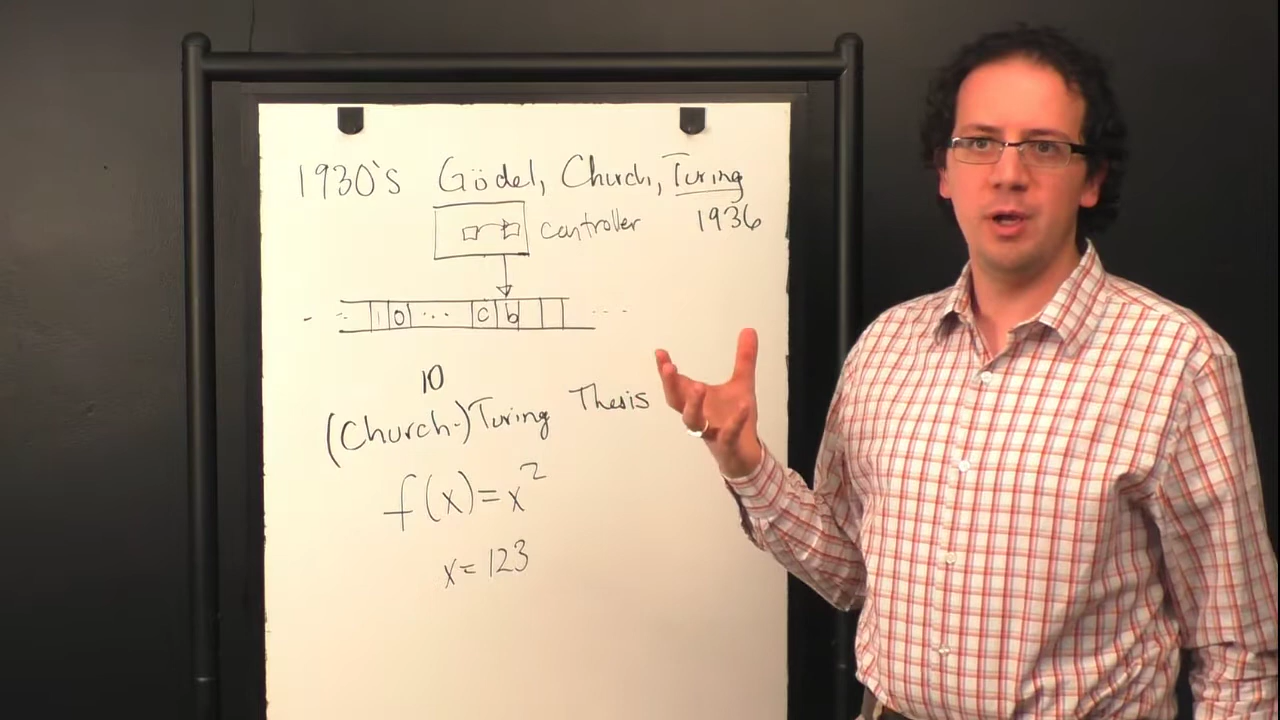 1930's Gödel, Church, Turing
controller 1936
1 0 ... c b
10
(Church-) Turing Thesis
f(x)=x²
x=123